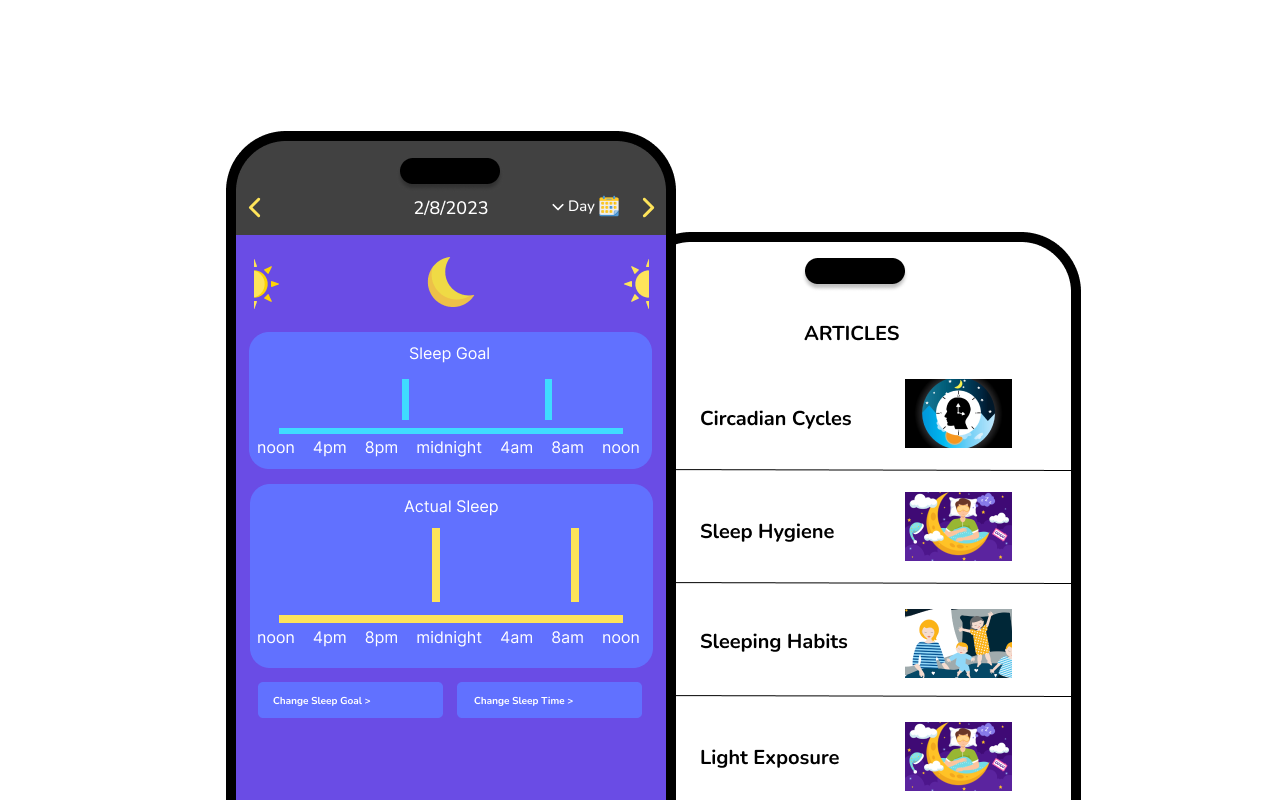 2/8/2023
Day
Sleep Goal
noon 4pm 8pm midnight 4am 8am noon
Actual Sleep
noon 4pm 8pm midnight 4am 8am noon
Change Sleep Goal >
Change Sleep Time >
ARTICLES
Circadian Cycles
Sleep Hygiene
Sleeping Habits
Light Exposure